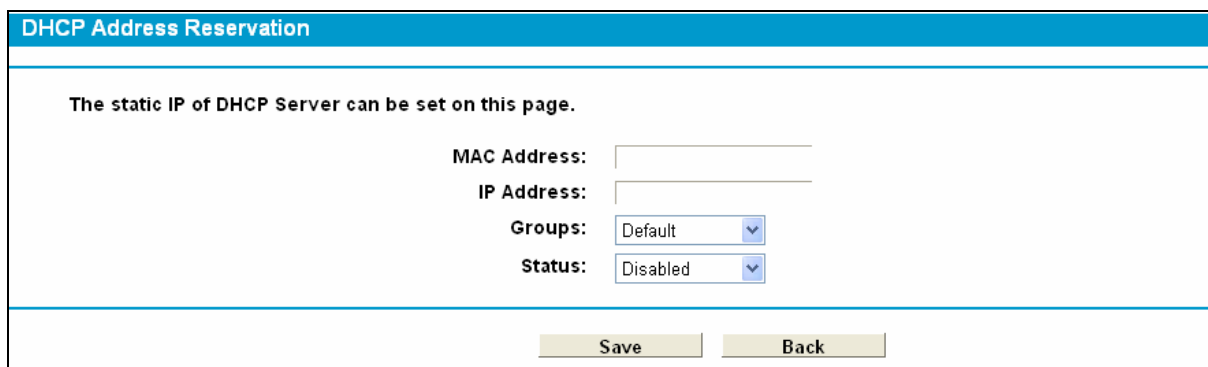 DHCP Address Reservation
The static IP of DHCP Server can be set on this page.
MAC Address:
IP Address:
Groups: Default
Status: Disabled
Save Back